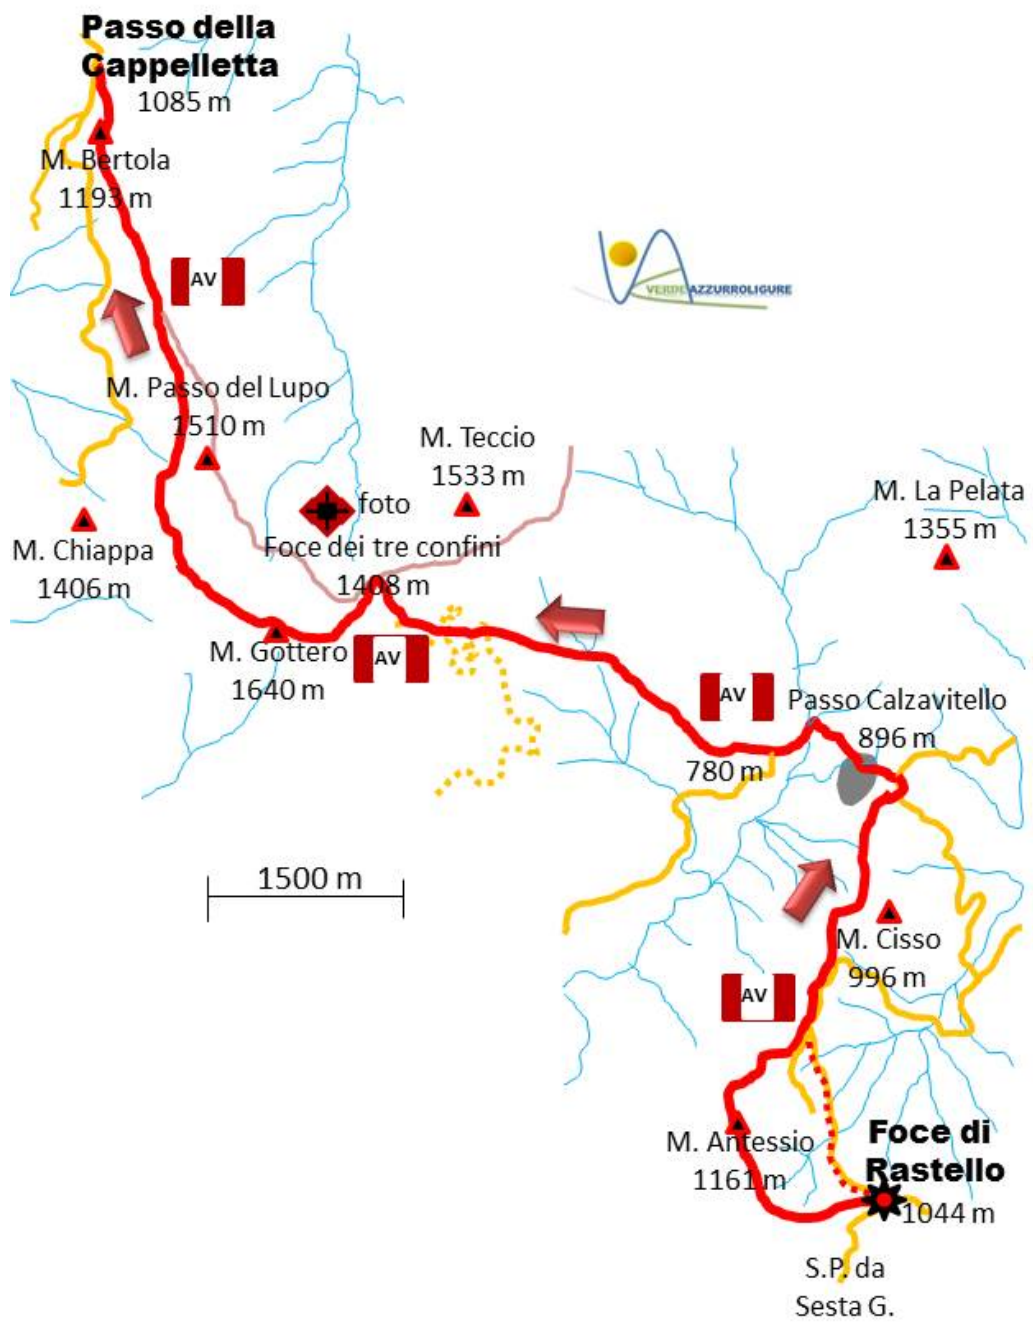 Passo della
Cappelletta
1085 m
M. Bertola
1193 m
AV
VERDEAZZURROLIGURE
M. Passo del Lupo
1510 m
M. Teccio
1533 m
M. La Pelata
1355 m
foto
M. Chiappa
1406 m
Foce dei tre confini
1408 m
M. Gottero
1640 m
AV
AV
Passo Calzavitello
896 m
780 m
1500 m
M. Cisso
996 m
AV
M. Antessio
1161 m
Foce di
Rastello
1044 m
S.P. da
Sesta G.